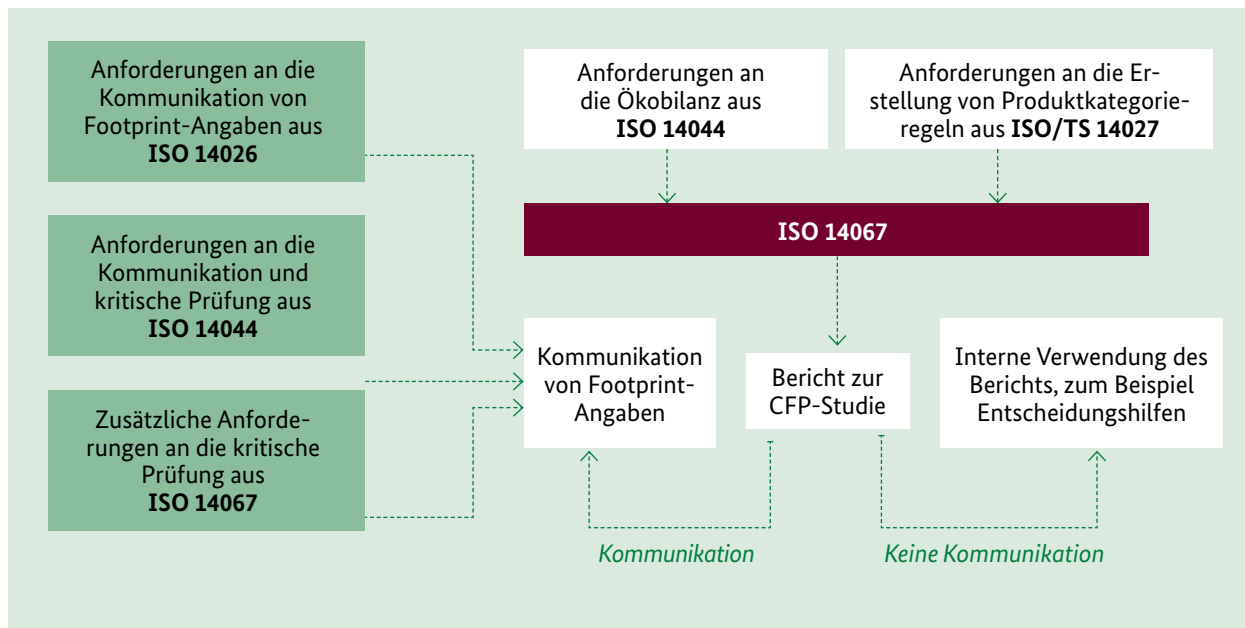 Anforderungen an die
Kommunikation von
Footprint-Angaben aus
ISO 14026
Anforderungen an die
Kommunikation und
kritische Prüfung aus
ISO 14044
Zusätzliche Anforde-
rungen an die kritische
Prüfung aus
ISO 14067
Anforderungen an
die Ökobilanz aus
ISO 14044
Anforderungen an die Er-
stellung von Produktkategorie-
regeln aus ISO/TS 14027
ISO 14067
Kommunikation
von Footprint-
Angaben
Bericht zur
CFP-Studie
Interne Verwendung des
Berichts, zum Beispiel
Entscheidungshilfen
Kommunikation
Keine Kommunikation